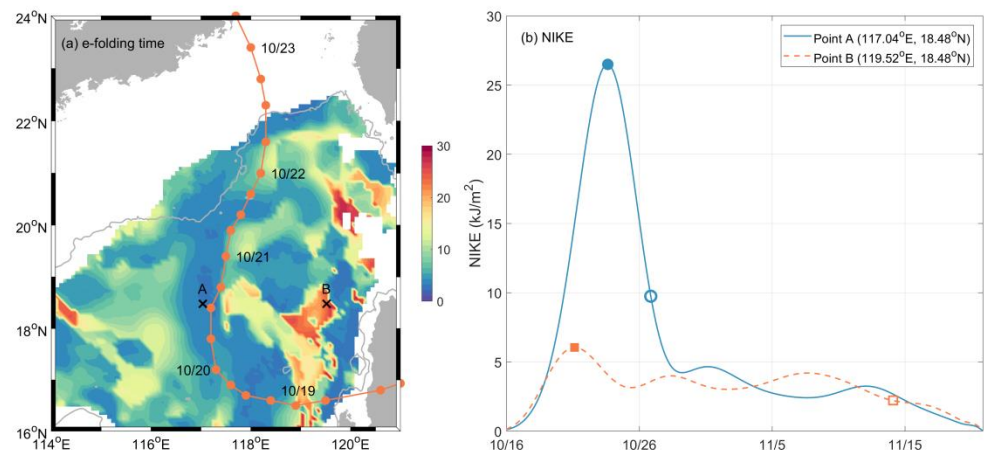 24°N
22°N
20°N
18°N
16°N
114°E
116°E
118°E
120°E
(a) e-folding time
10/23
10/22
10/21
10/20
10/19
A
B
30
20
10
0
(b) NIKE
Point A (117.04°E, 18.48°N)
Point B (119.52°E, 18.48°N)
NIKE (kJ/m²)
30
25
20
15
10
5
0
10/16
10/26
11/5
11/15